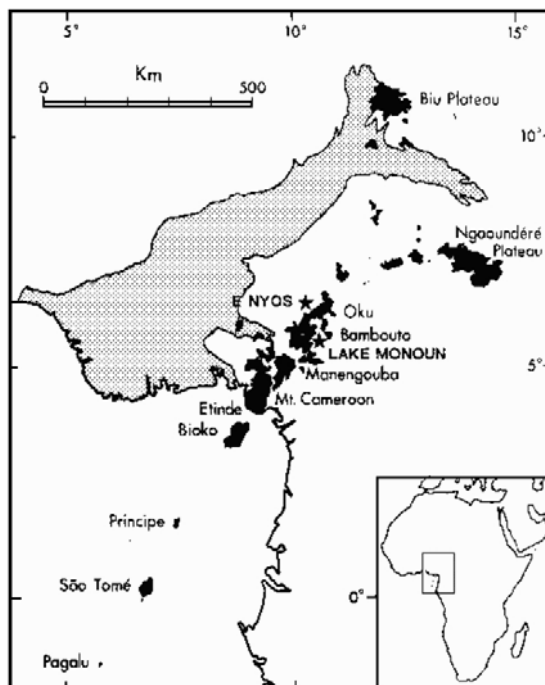 5°
10°
15°
Km
0
500
Biu Plateau
10°
Ngaoundéré
Plateau
E NYOS
Oku
Bambouto
LAKE MONOUN
5°
Manengouba
Etinde
Mt. Cameroon
Bioko
Principe
São Tomé
0°
Pagalu